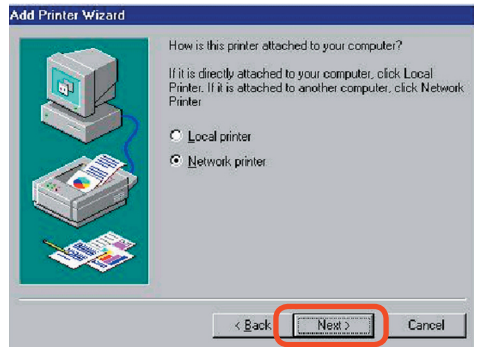 Add Printer Wizard
How is this printer attached to your computer?
If it is directly attached to your computer, click Local
Printer. If it is attached to another computer, click Network
Printer
Local printer
Network printer
< Back Next > Cancel